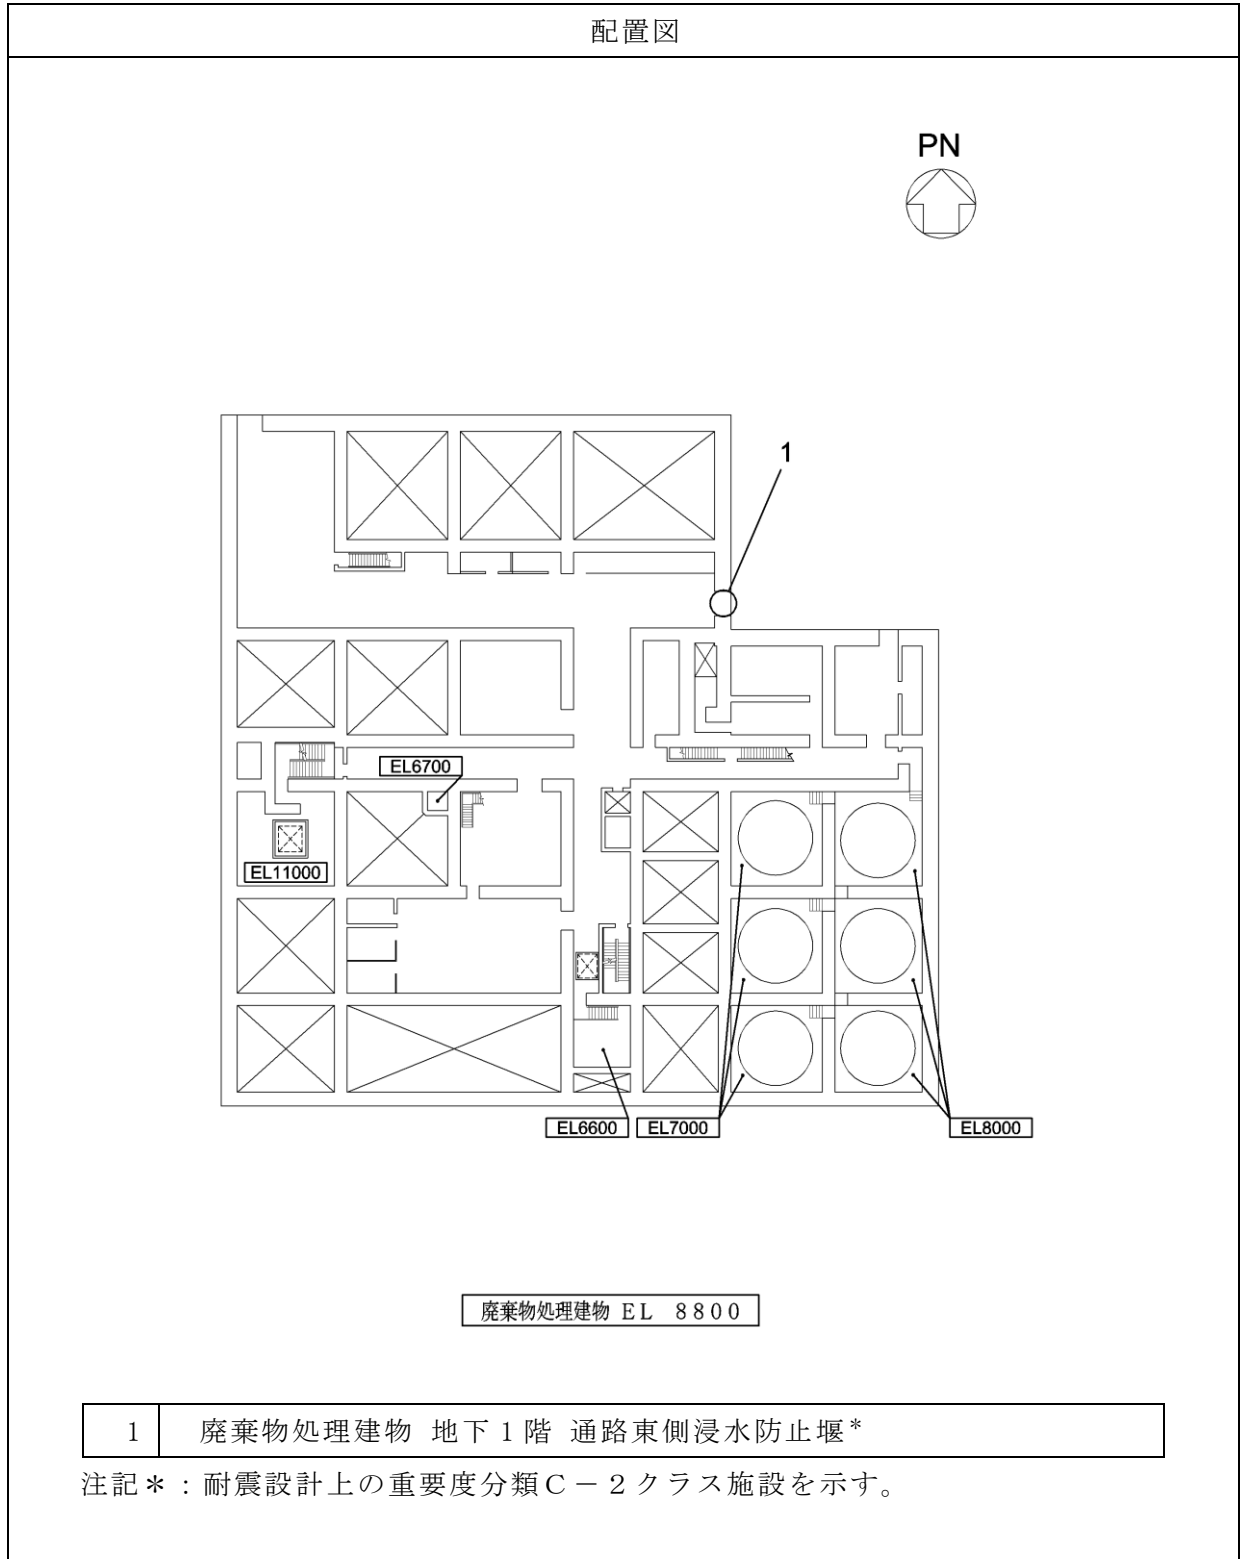 配置図
PN
1
EL6700
EL11000
EL6600
EL7000
EL8000
廃棄物処理建物 EL 8800
1 廃棄物処理建物 地下1階 通路東側浸水防止堰*
注記*：耐震設計上の重要度分類C－2クラス施設を示す。